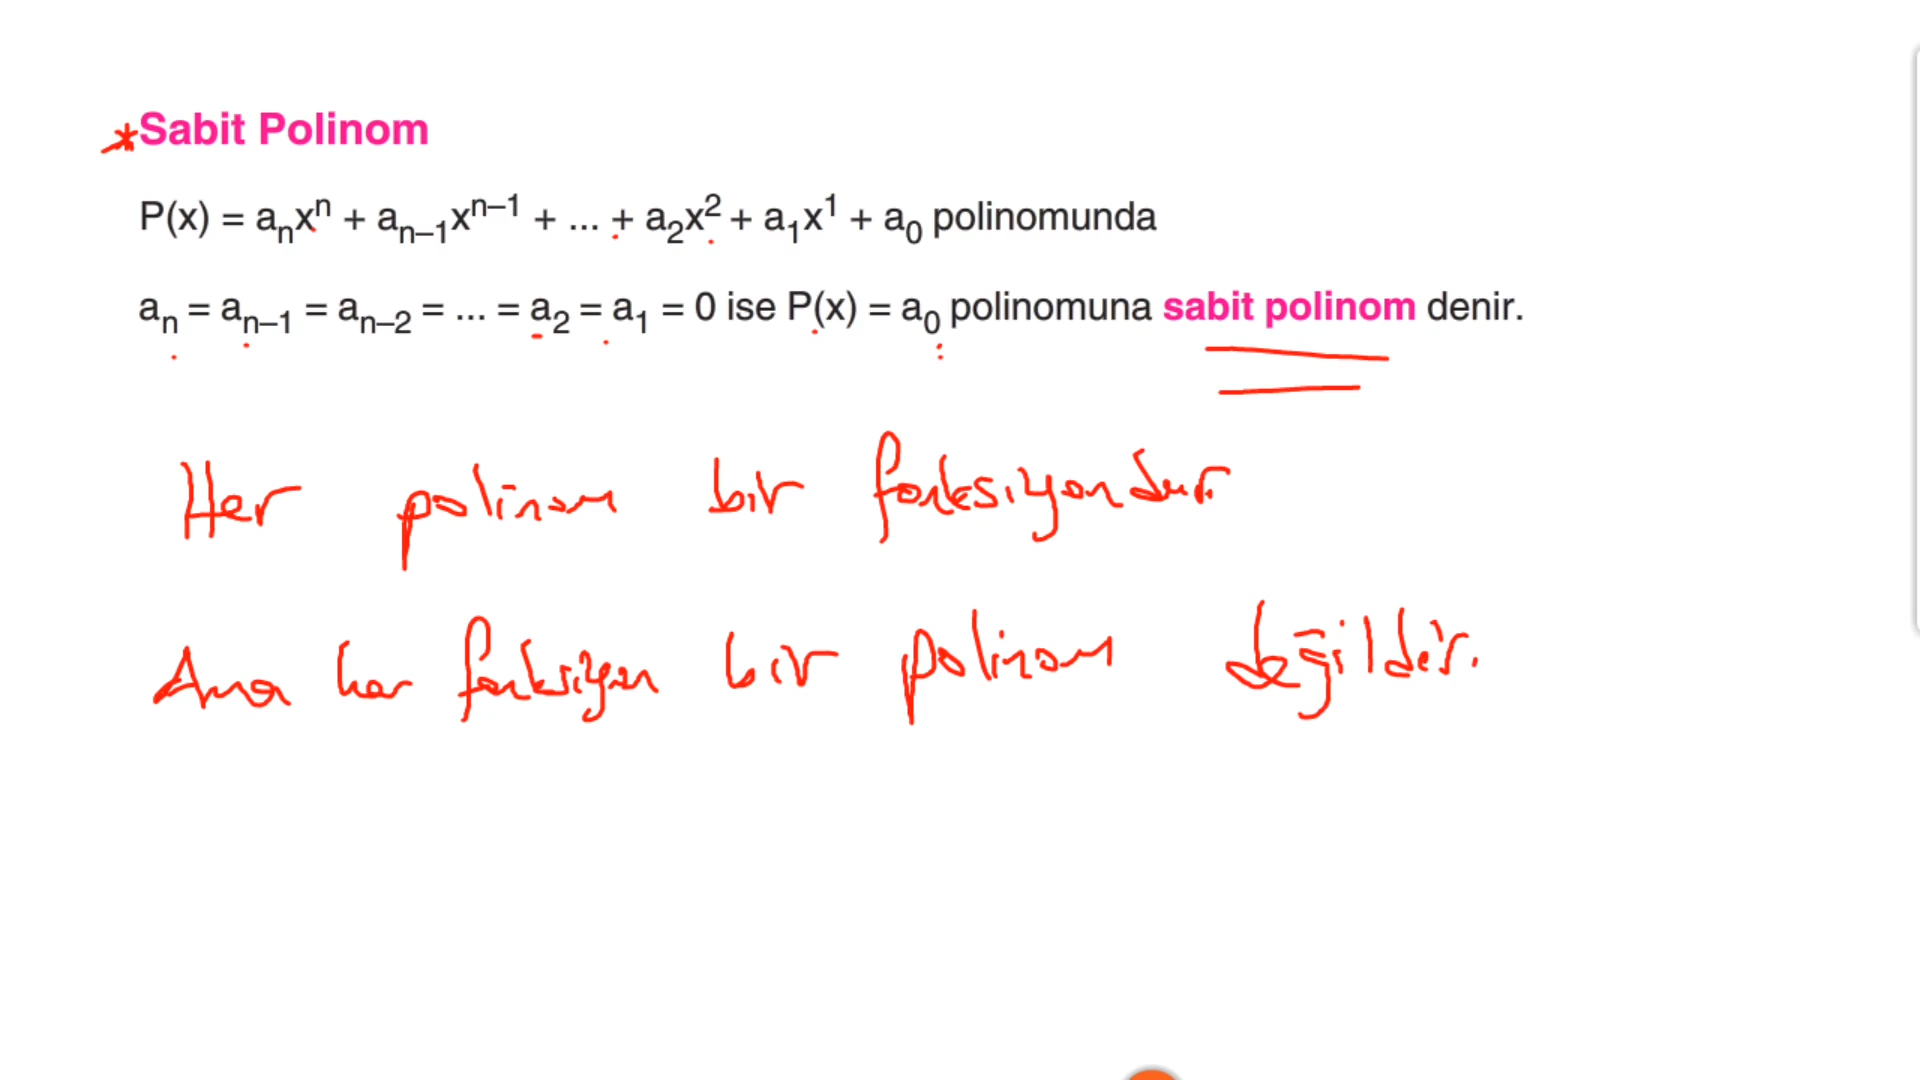 *Sabit Polinom
P(x) = aₙxⁿ + aₙ₋₁xⁿ⁻¹ + ... + a₂x² + a₁x¹ + a₀ polinomunda
aₙ = aₙ₋₁ = aₙ₋₂ = ... = a₂ = a₁ = 0 ise P(x) = a₀ polinomuna sabit polinom denir.
Her polinom bir fonksiyondur
Ama her fonksiyon bir polinom değildir.